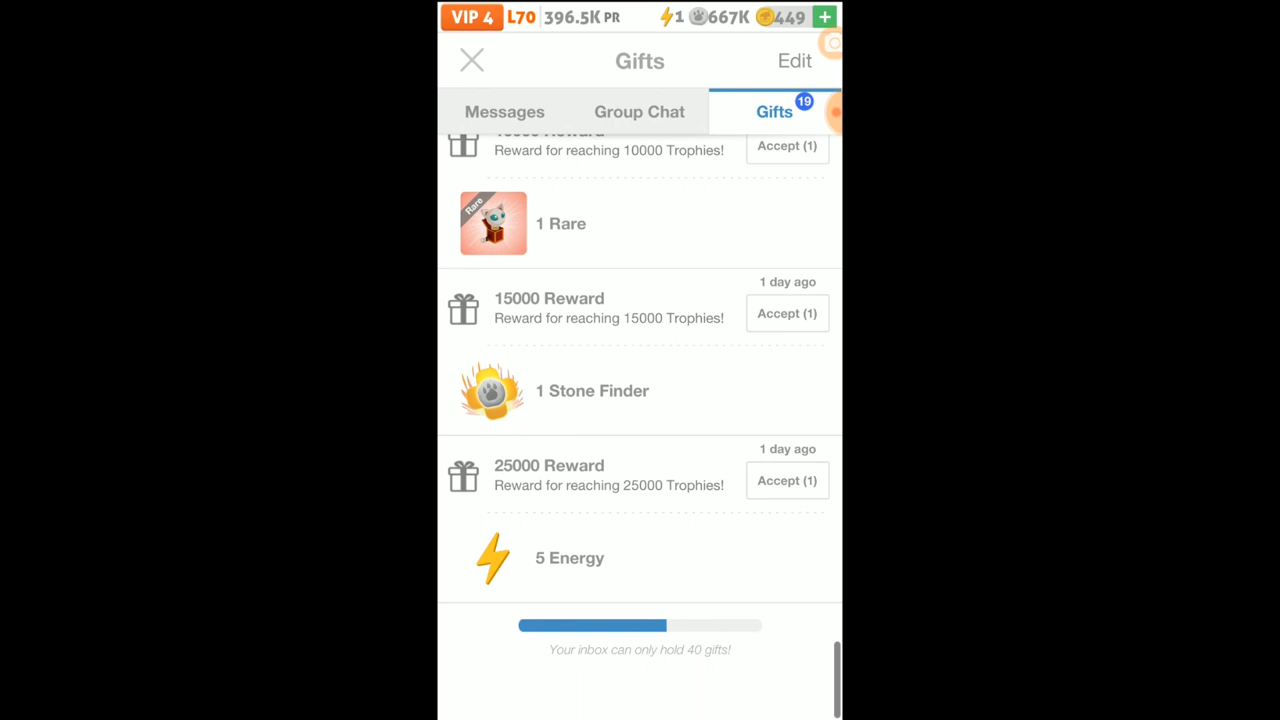 VIP 4 L70 396.5K PR 1 667K 449 +
Gifts Edit
Messages Group Chat Gifts 19
Reward for reaching 10000 Trophies! Accept (1)
Rare
1 Rare
1 day ago
15000 Reward
Reward for reaching 15000 Trophies! Accept (1)
1 Stone Finder
1 day ago
25000 Reward
Reward for reaching 25000 Trophies! Accept (1)
5 Energy
Your inbox can only hold 40 gifts!